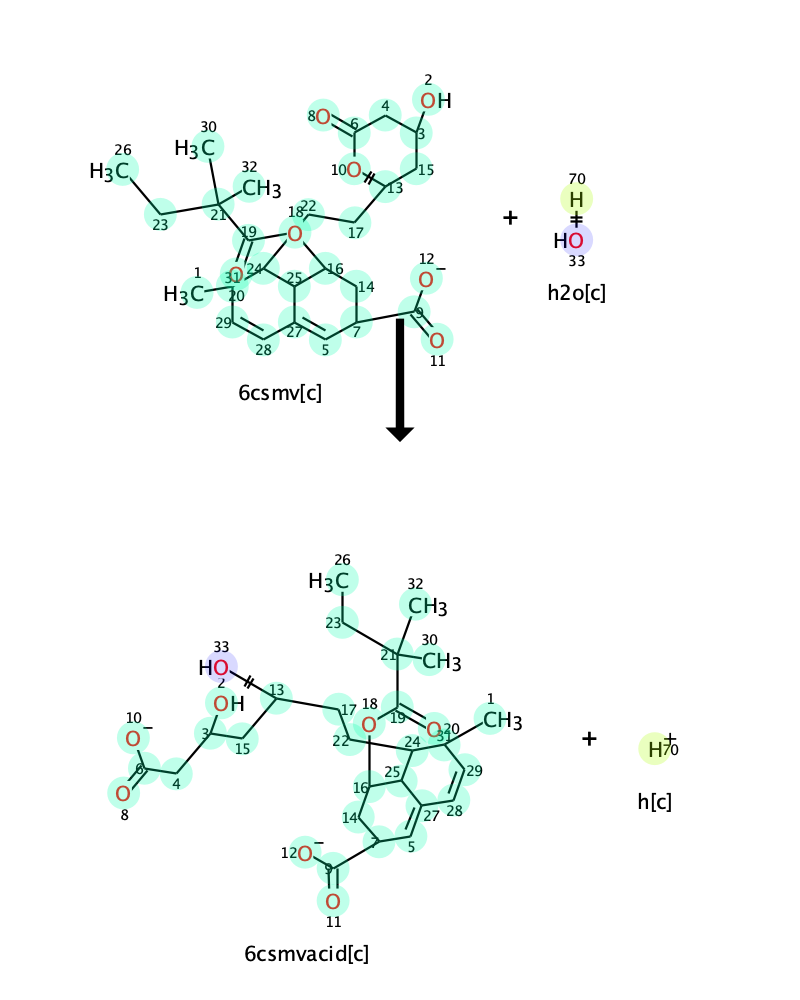 2
OH
8 O
6
4
3
10 O
13
15
30
H3C
26
H3C
32
CH3
21
23
19
18 O
22
17
12
O −
70
H
+
HO
33
h2o[c]
31
O
20
24
25
16
14
1
H3C
29
28
27
5
7
9
O
11
6csmv[c]
26
H3C
32
CH3
23
30
CH3
21
33
HO
2
OH
13
17
18
O
19
O
31
20
1
CH3
10
O −
3
15
22
24
6
4
O
8
25
29
16
14
27
28
7
5
12 O −
9
O
11
+
H +
70
h[c]
6csmvacid[c]